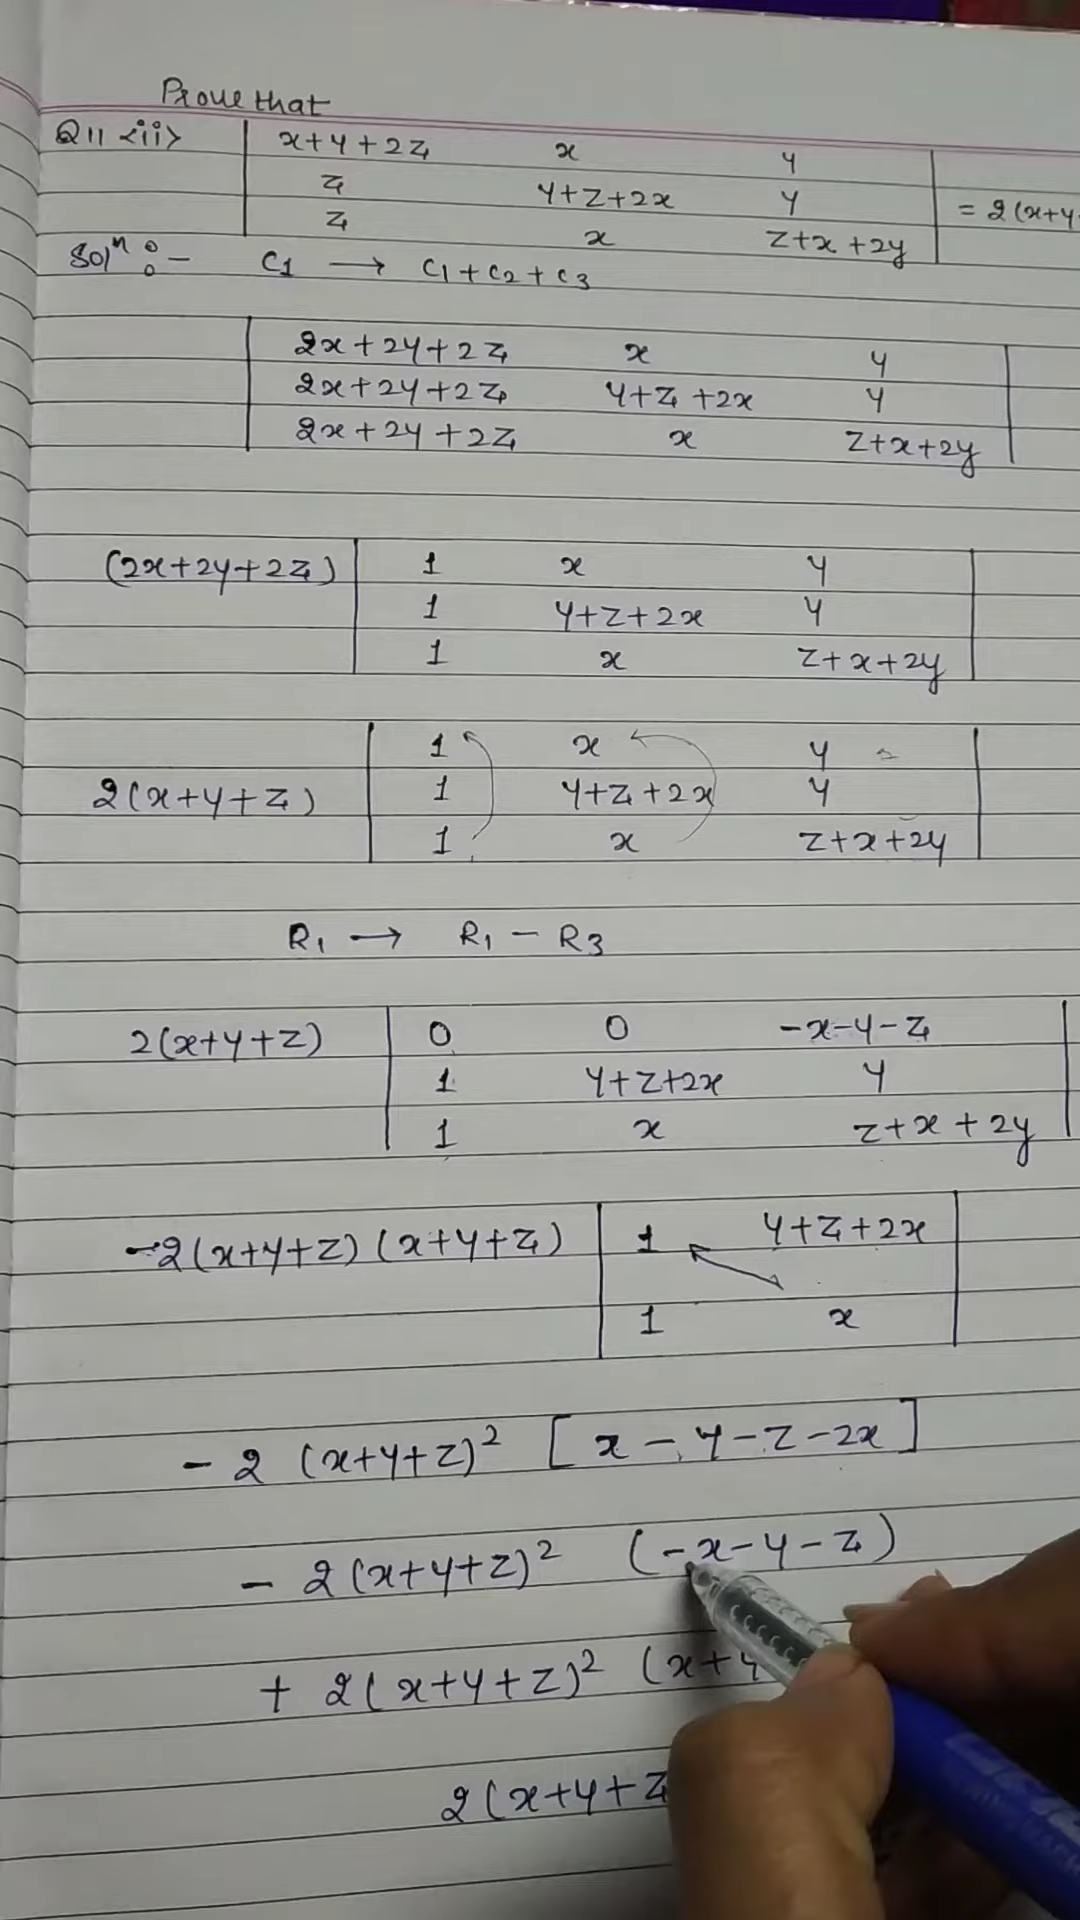 Prove that
Q11 <ii> | x+y+2z x y |
| z y+z+2x y | = 2(x+y
| z x z+x+2y |
Solⁿ :- C1 → C1+C2+C3
| 2x+2y+2z x y |
| 2x+2y+2z y+z+2x y |
| 2x+2y+2z x z+x+2y |
(2x+2y+2z) | 1 x y |
| 1 y+z+2x y |
| 1 x z+x+2y |
| 1 x y |
2(x+y+z) | 1 y+z+2x y |
| 1 x z+x+2y |
R1 → R1 - R3
2(x+y+z) | 0 0 -x-y-z |
| 1 y+z+2x y |
| 1 x z+x+2y |
-2(x+y+z)(x+y+z) | 1 y+z+2x |
| 1 x |
-2 (x+y+z)² [x-y-z-2x]
-2(x+y+z)² (-x-y-z)
+2(x+y+z)² (x+y
2(x+y+z